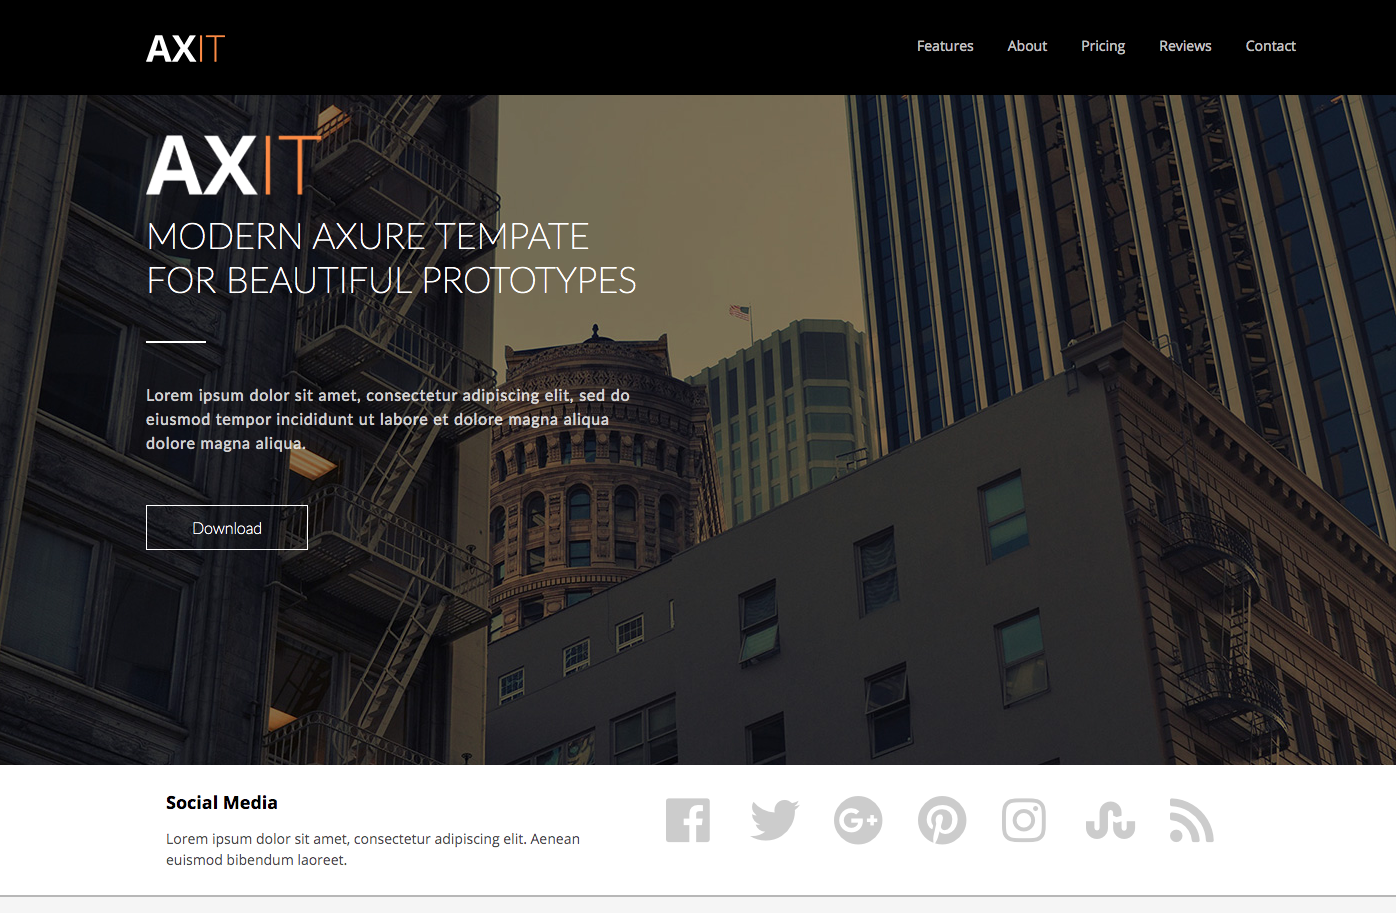 AXIT
Features About Pricing Reviews Contact
AXIT
MODERN AXURE TEMPATE
FOR BEAUTIFUL PROTOTYPES
Lorem ipsum dolor sit amet, consectetur adipiscing elit, sed do
eiusmod tempor incididunt ut labore et dolore magna aliqua
dolore magna aliqua.
Download
Social Media
Lorem ipsum dolor sit amet, consectetur adipiscing elit. Aenean
euismod bibendum laoreet.